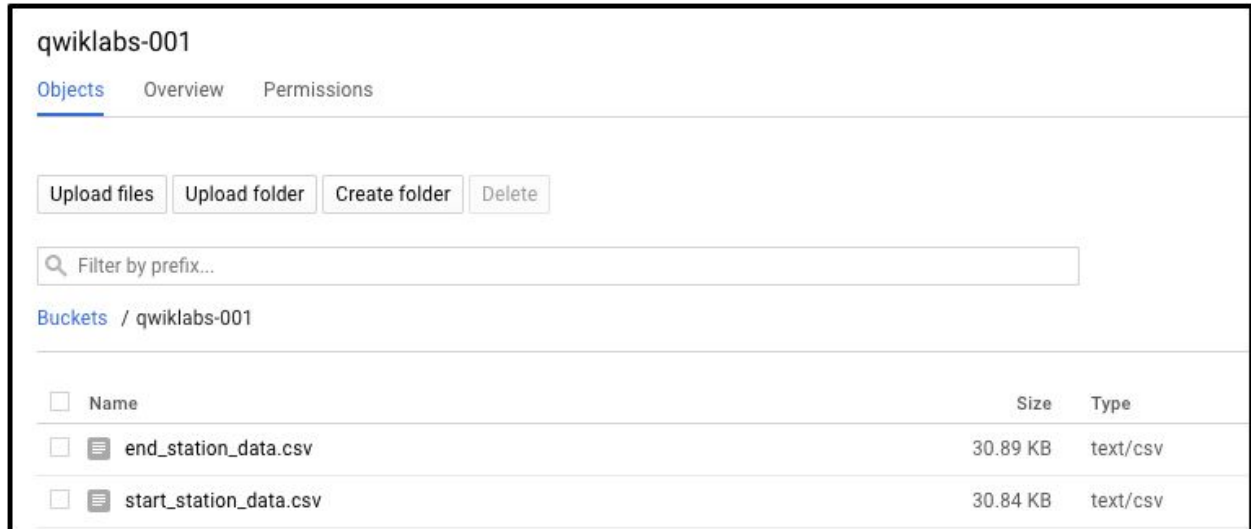 qwiklabs-001
Objects Overview Permissions
Upload files Upload folder Create folder Delete
Filter by prefix...
Buckets / qwiklabs-001
Name Size Type
end_station_data.csv 30.89 KB text/csv
start_station_data.csv 30.84 KB text/csv